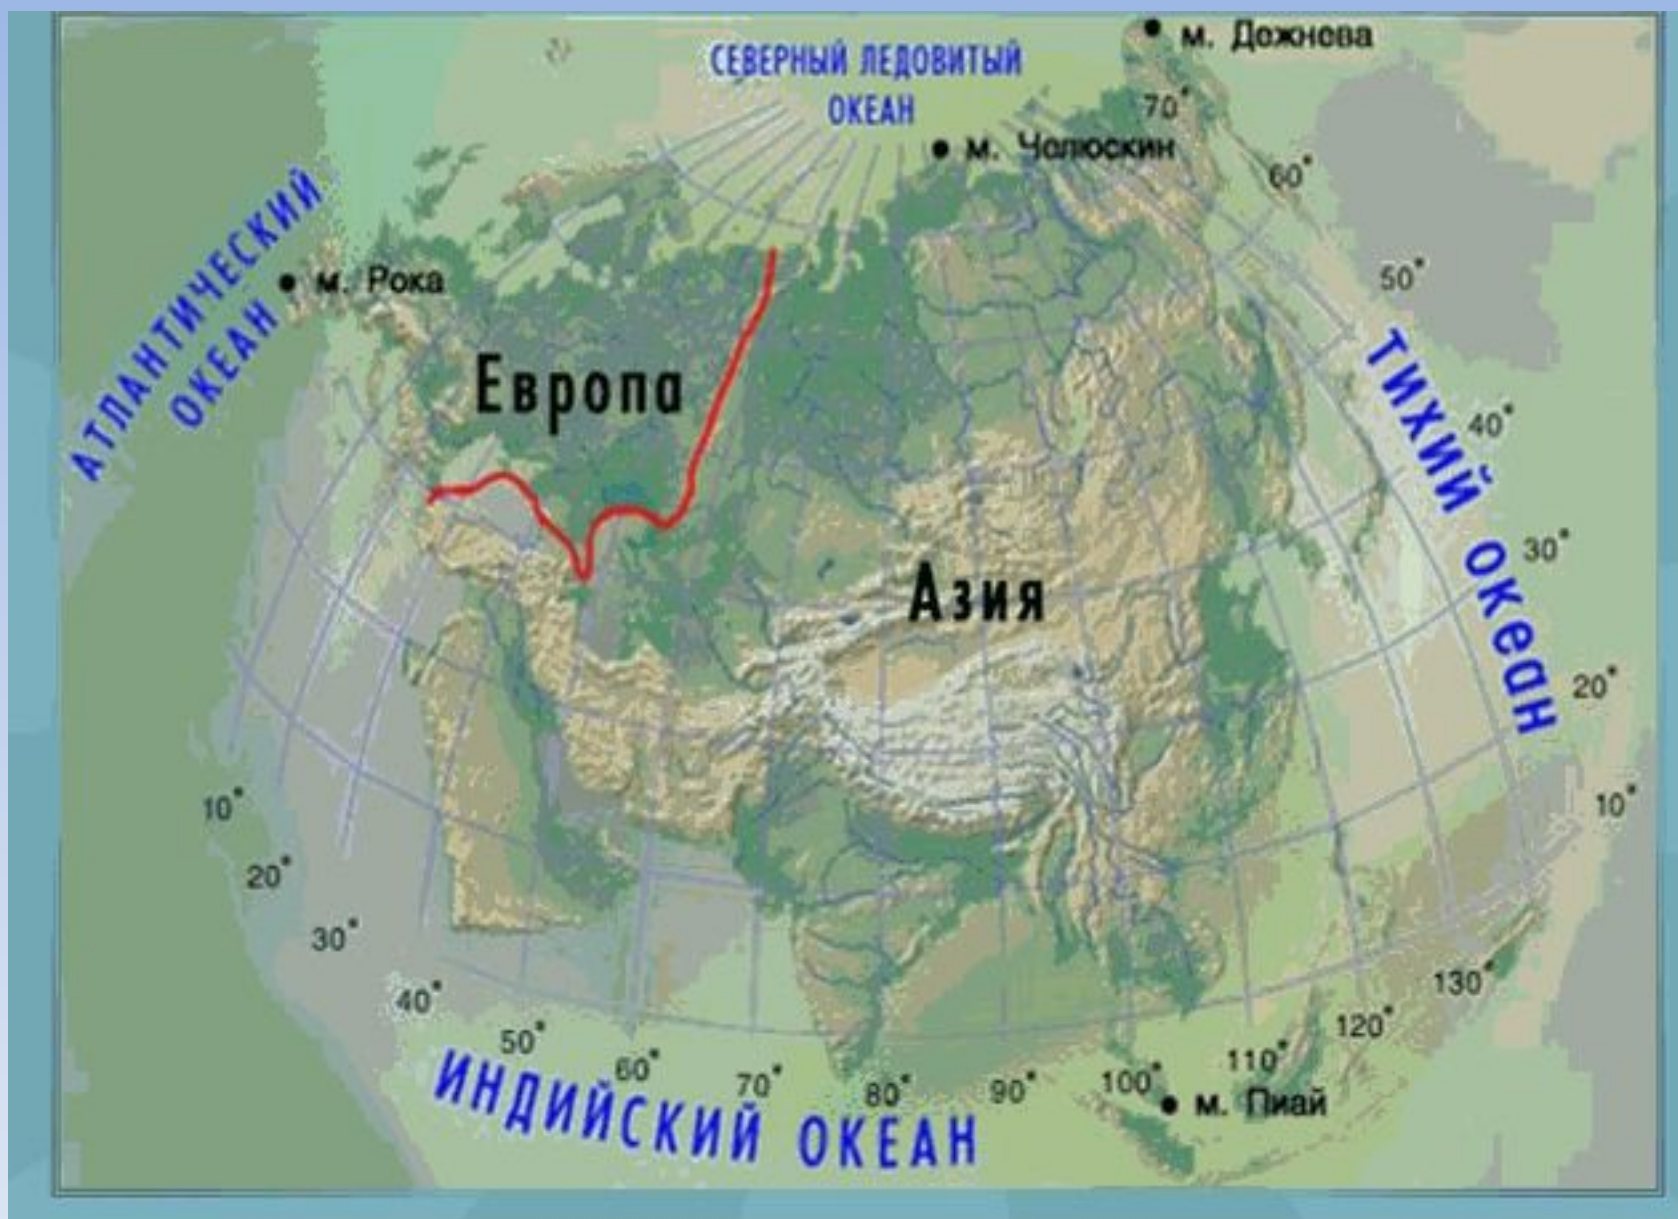 м. Дежнева
СЕВЕРНЫЙ ЛЕДОВИТЫЙ
ОКЕАН
70°
м. Челюскин
60°
АТЛАНТИЧЕСКИЙ
ОКЕАН
м. Рока
50°
ТИХИЙ ОКЕАН
Европа
40°
30°
Азия
20°
10°
10°
20°
30°
40°
50°
60°
70°
80°
90°
100°
110°
120°
130°
м. Пиай
ИНДИЙСКИЙ ОКЕАН